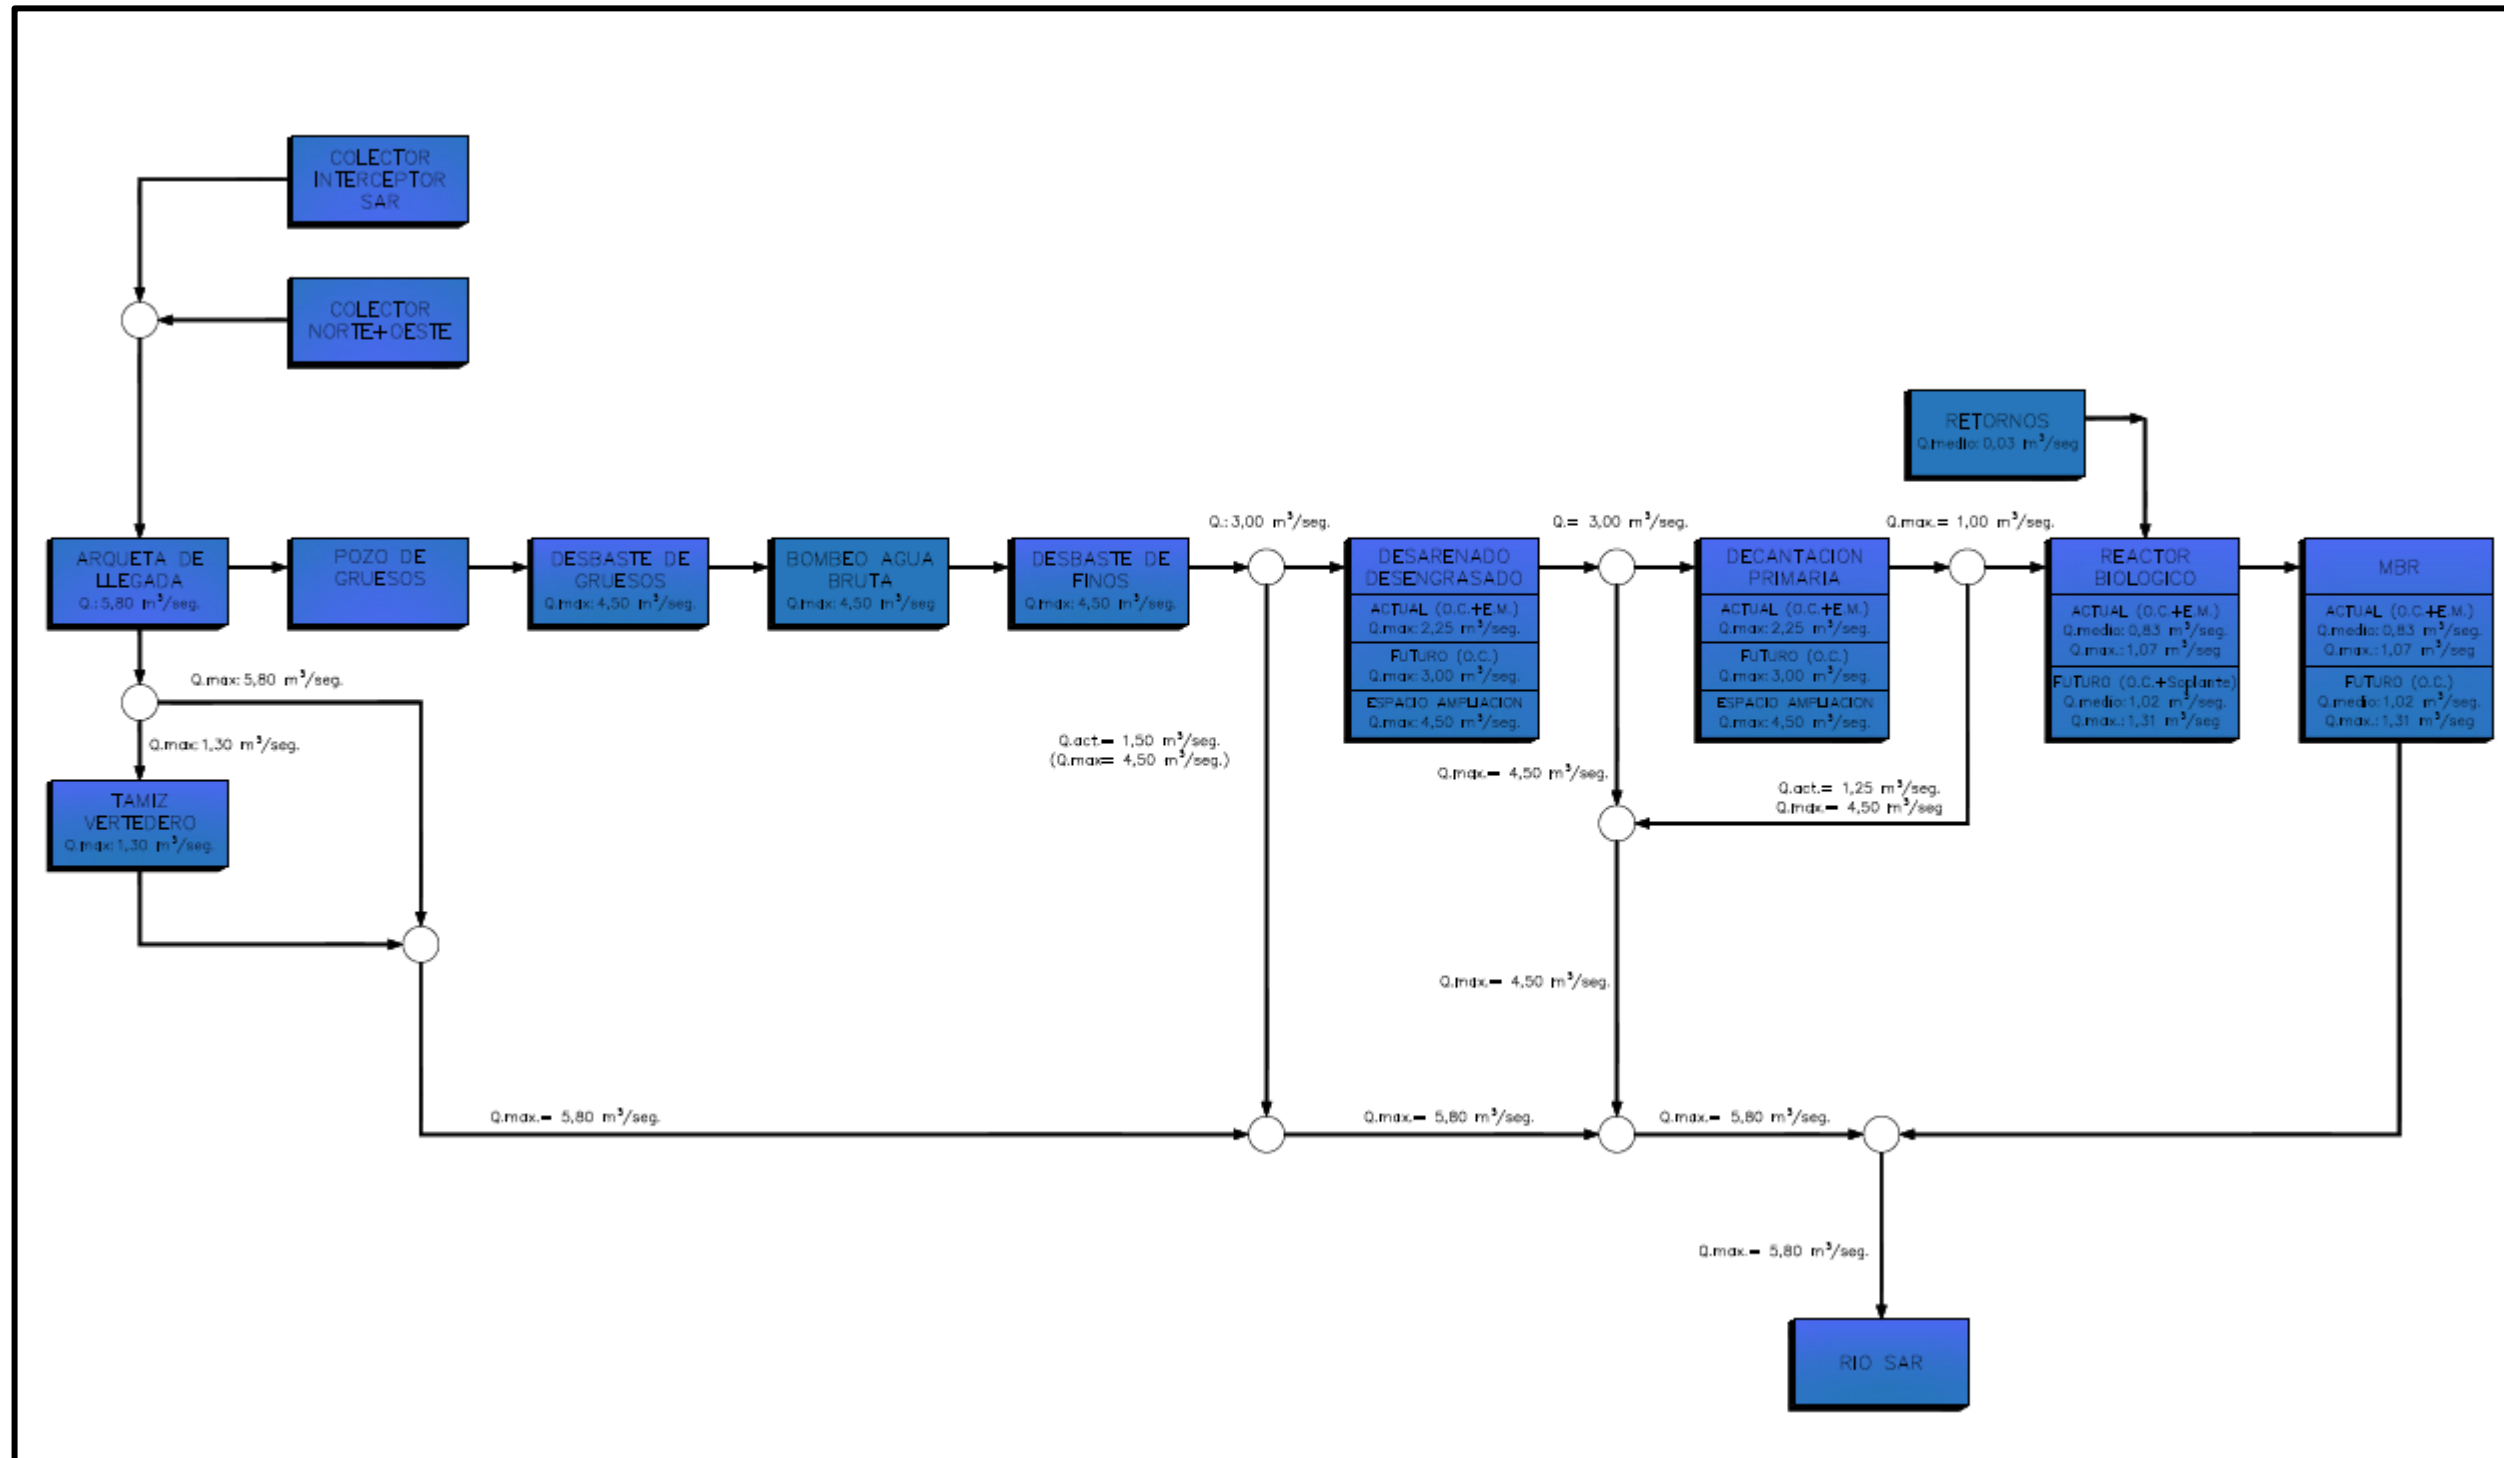 COLECTOR
INTERCEPTOR
SAR
COLECTOR
NORTE+OESTE
RETORNOS
Q.medio:0,03 m³/seg
ARQUETA DE
LLEGADA
Q.:5,80 m³/seg.
POZO DE
GRUESOS
DESBASTE DE
GRUESOS
Q.max:4,50 m³/seg.
BOMBEO AGUA
BRUTA
Q.max:4,50 m³/seg
DESBASTE DE
FINOS
Q.max:4,50 m³/seg.
Q.:3,00 m³/seg.
DESARENADO
DESENGRASADO
ACTUAL (O.C.+E.M.)
Q.max:2,25 m³/seg.
FUTURO (O.C.)
Q.max:3,00 m³/seg.
ESPACIO AMPLIACION
Q.max:4,50 m³/seg.
Q.= 3,00 m³/seg.
DECANTACION
PRIMARIA
ACTUAL (O.C.+E.M.)
Q.max:2,25 m³/seg.
FUTURO (O.C.)
Q.max:3,00 m³/seg.
ESPACIO AMPLIACION
Q.max:4,50 m³/seg.
Q.max.= 1,00 m³/seg.
REACTOR
BIOLOGICO
ACTUAL (O.C.+E.M.)
Q.medio:0,83 m³/seg.
Q.max.:1,07 m³/seg
FUTURO (O.C.+Soplante)
Q.medio:1,02 m³/seg.
Q.max.:1,31 m³/seg
MBR
ACTUAL (O.C.+E.M.)
Q.medio:0,83 m³/seg.
Q.max.:1,07 m³/seg
FUTURO (O.C.)
Q.medio:1,02 m³/seg.
Q.max.:1,31 m³/seg
Q.max:5,80 m³/seg.
Q.max:1,30 m³/seg.
TAMIZ
VERTEDERO
Q.max:1,30 m³/seg.
Q.act.= 1,50 m³/seg.
(Q.max= 4,50 m³/seg.)
Q.max.= 4,50 m³/seg.
Q.act.= 1,25 m³/seg.
Q.max.= 4,50 m³/seg
Q.max.= 4,50 m³/seg.
Q.max.= 5,80 m³/seg.
Q.max.= 5,80 m³/seg.
Q.max.= 5,80 m³/seg.
Q.max.= 5,80 m³/seg.
RIO SAR